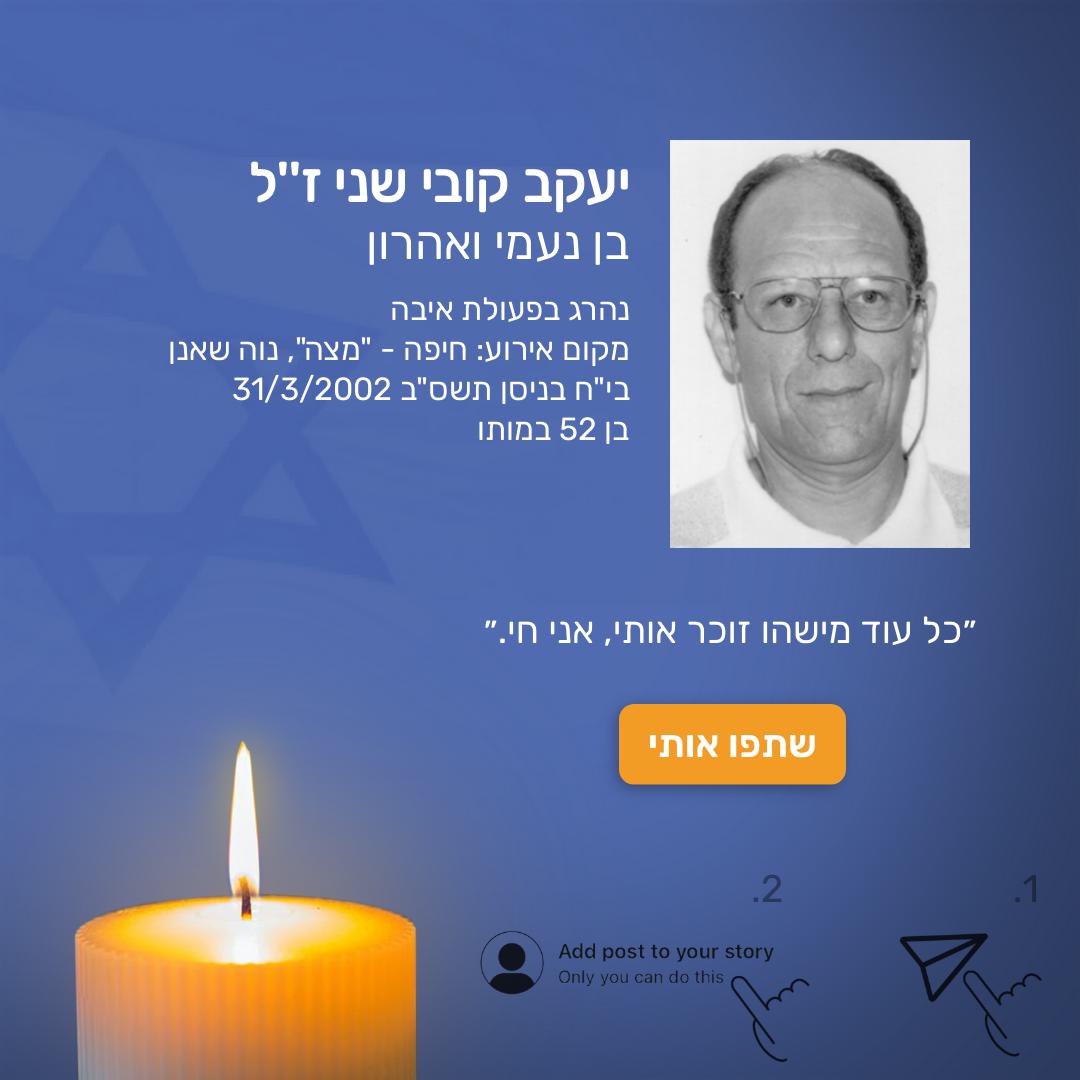 יעקב קובי שני ז"ל
בן נעמי ואהרון
נהרג בפעולת איבה
מקום אירוע: חיפה - "מצה", נוה שאנן
בי"ח בניסן תשס"ב 31/3/2002
בן 52 במותו
״כל עוד מישהו זוכר אותי, אני חי.״
שתפו אותי
.1
.2
Add post to your story
Only you can do this